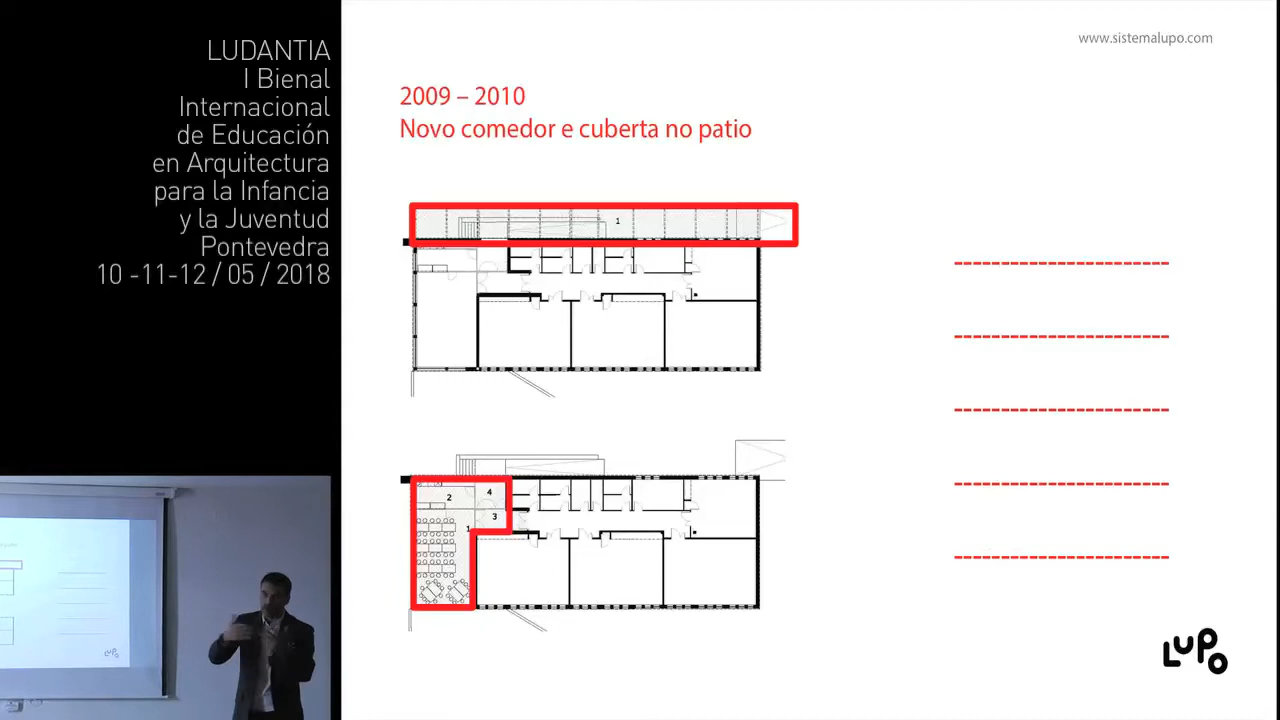 LUDANTIA
I Bienal
Internacional
de Educación
en Arquitectura
para la Infancia
y la Juventud
Pontevedra
10 -11-12 / 05 / 2018
www.sistemalupo.com
2009 – 2010
Novo comedor e cuberta no patio
1
2
4
3
1
LUPO
LUPO